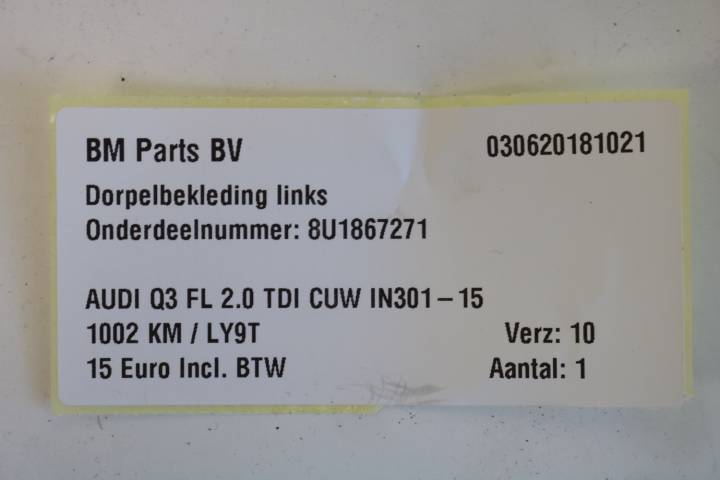 BM Parts BV 030620181021
Dorpelbekleding links
Onderdeelnummer: 8U1867271
AUDI Q3 FL 2.0 TDI CUW IN301-15
1002 KM / LY9T Verz: 10
15 Euro Incl. BTW Aantal: 1